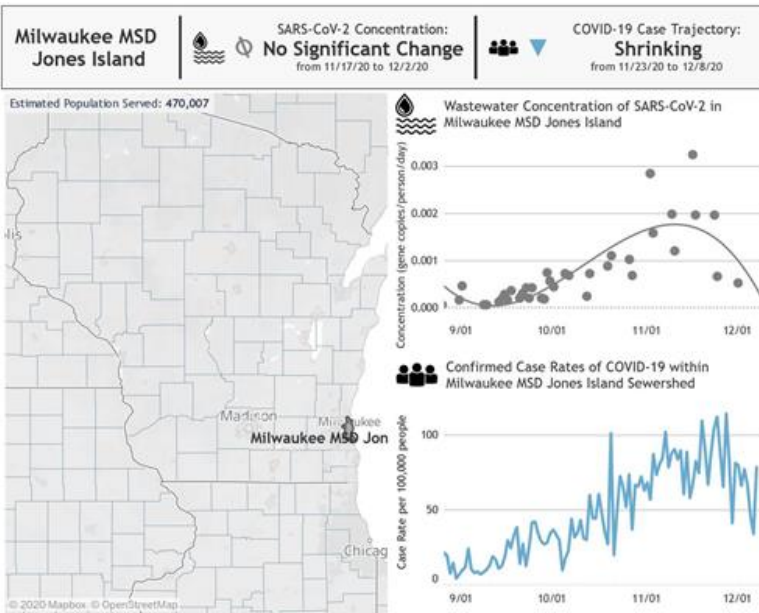 Milwaukee MSD
Jones Island
SARS-CoV-2 Concentration:
No Significant Change
from 11/17/20 to 12/2/20
COVID-19 Case Trajectory:
Shrinking
from 11/23/20 to 12/8/20
Estimated Population Served: 470,007
lis
Madison
Milwaukee
Milwaukee MSD Jon
Chicag
© 2020 Mapbox © OpenStreetMap
Wastewater Concentration of SARS-CoV-2 in
Milwaukee MSD Jones Island
Concentration (gene copies/person/day)
0.003
0.002
0.001
0.000
9/01 10/01 11/01 12/01
Confirmed Case Rates of COVID-19 within
Milwaukee MSD Jones Island Sewershed
Case Rate per 100,000 people
100
50
0
9/01 10/01 11/01 12/01